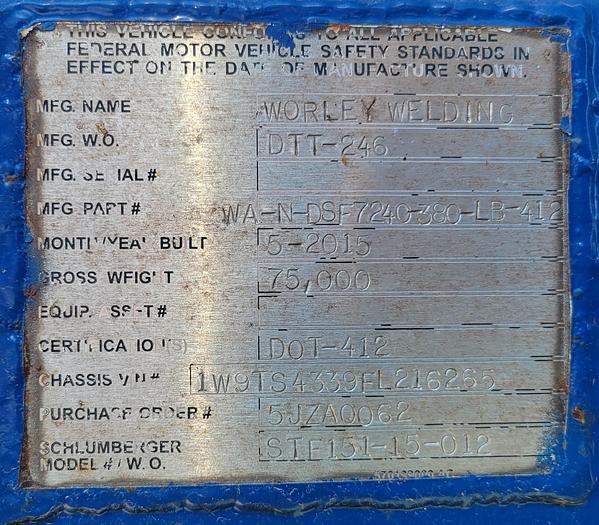 THIS VEHICLE CONFORMS TO ALL APPLICABLE
FEDERAL MOTOR VEHICLE SAFETY STANDARDS IN
EFFECT ON THE DATE OF MANUFACTURE SHOWN.
MFG. NAME WORLEY WELDING
MFG. W.O. DTT-246
MFG. SERIAL #
MFG. PART # WA-N-DSF7240-380-LB-412
MONTH/YEAR BUILT 5-2015
GROSS WEIGHT 75,000
EQUIP. ASSET #
CERTIFICATION(S) DOT-412
CHASSIS VIN # 1W9TS4339FL216265
PURCHASE ORDER # 5JZA0062
SCHLUMBERGER STE151-15-012
MODEL # / W.O.